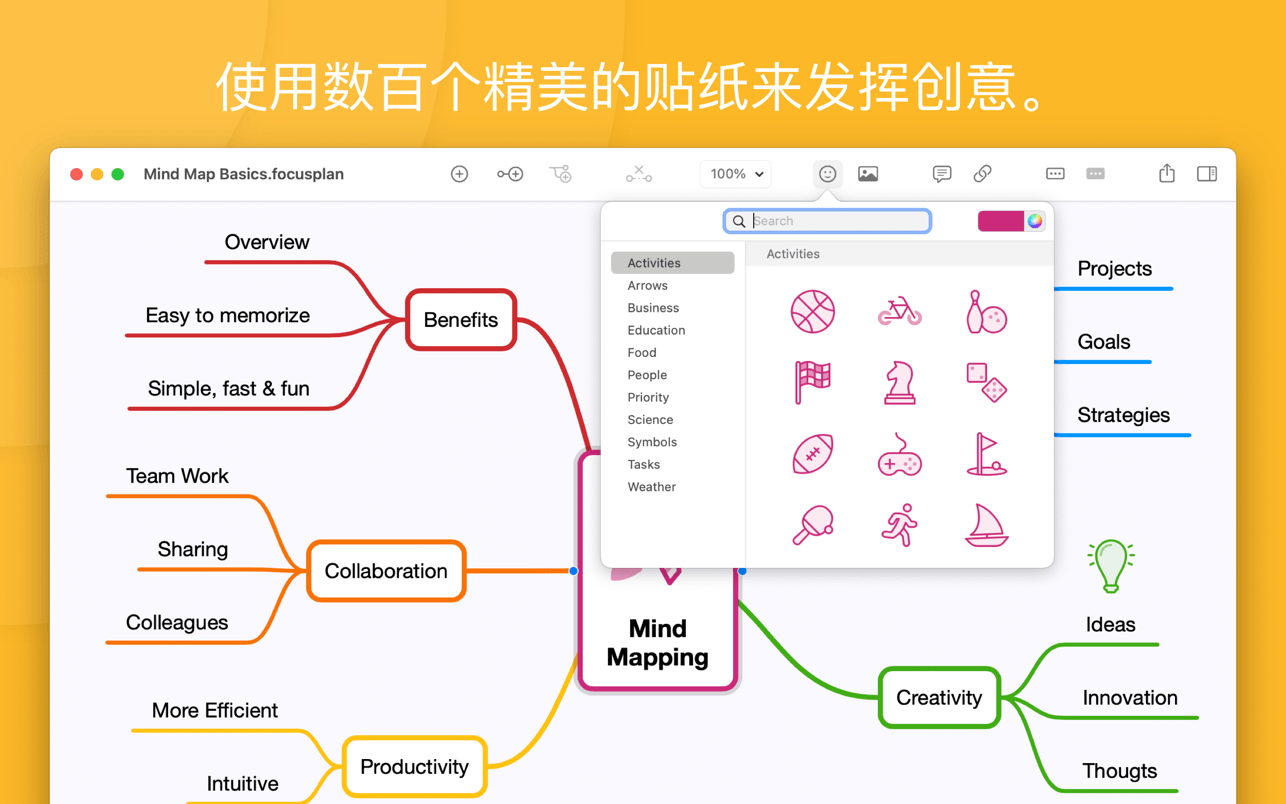 使用数百个精美的贴纸来发挥创意。
Mind Map Basics.focusplan
100%
Search
Activities
Arrows
Business
Education
Food
People
Priority
Science
Symbols
Tasks
Weather
Activities
Overview
Easy to memorize
Simple, fast & fun
Benefits
Team Work
Sharing
Colleagues
Collaboration
More Efficient
Intuitive
Productivity
Mind
Mapping
Projects
Goals
Strategies
Creativity
Ideas
Innovation
Thougts